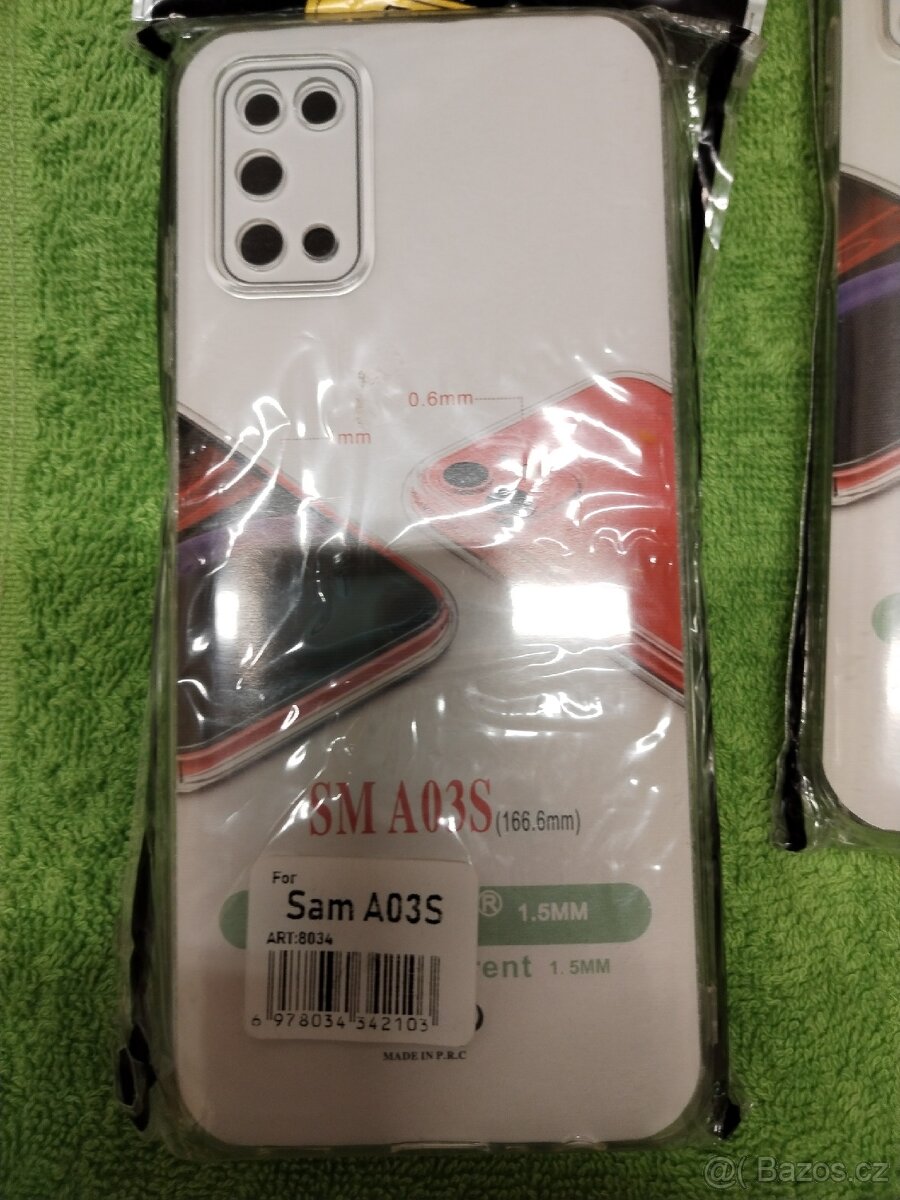 0.6mm
mm
SM A03S (166.6mm)
For
Sam A03S
ART:8034
6 978034 342103
® 1.5MM
rent 1.5MM
MADE IN P.R.C
@( Bazos.cz